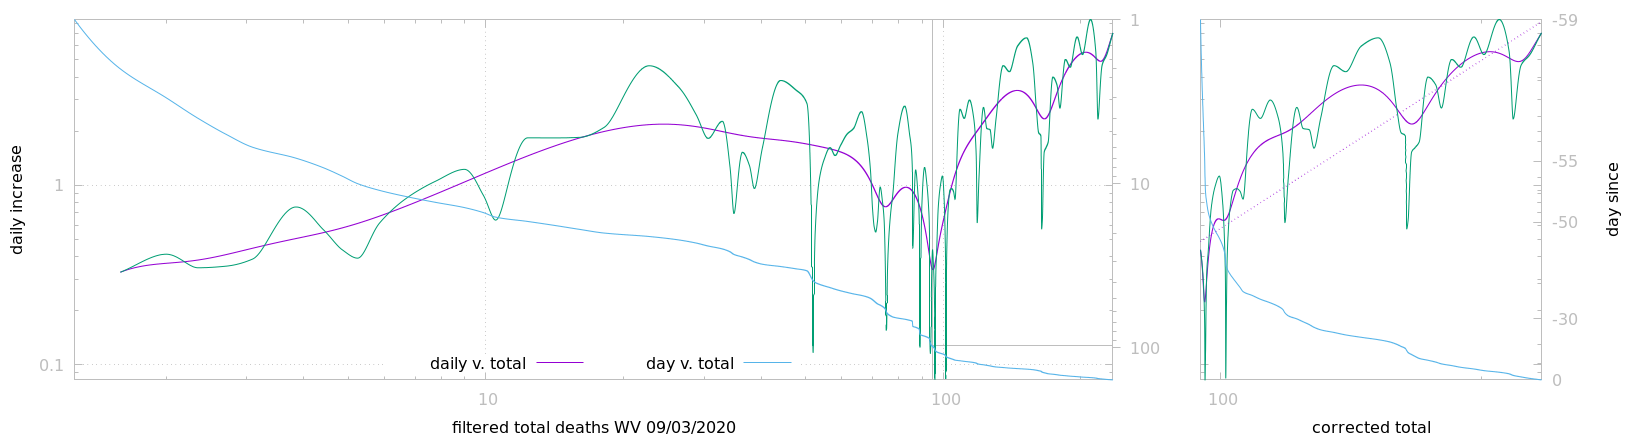 1
-59
daily increase
1
10
-55
-50
day since
-30
0.1
daily v. total
day v. total
100
0
10
100
100
filtered total deaths WV 09/03/2020
corrected total